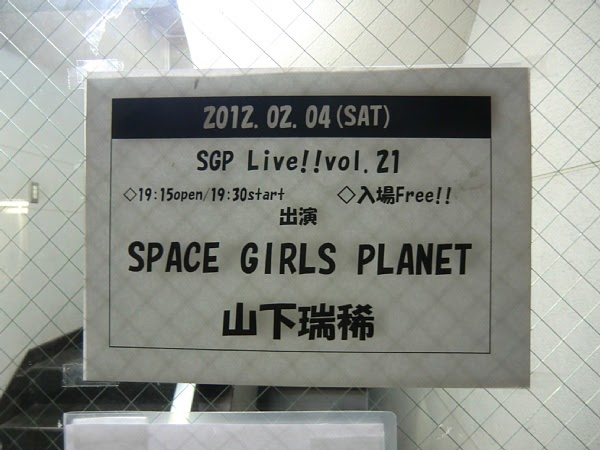 2012. 02. 04(SAT)
SGP Live!!vol. 21
◇19:15open/19:30start ◇入場Free!!
出演
SPACE GIRLS PLANET
山下瑞稀